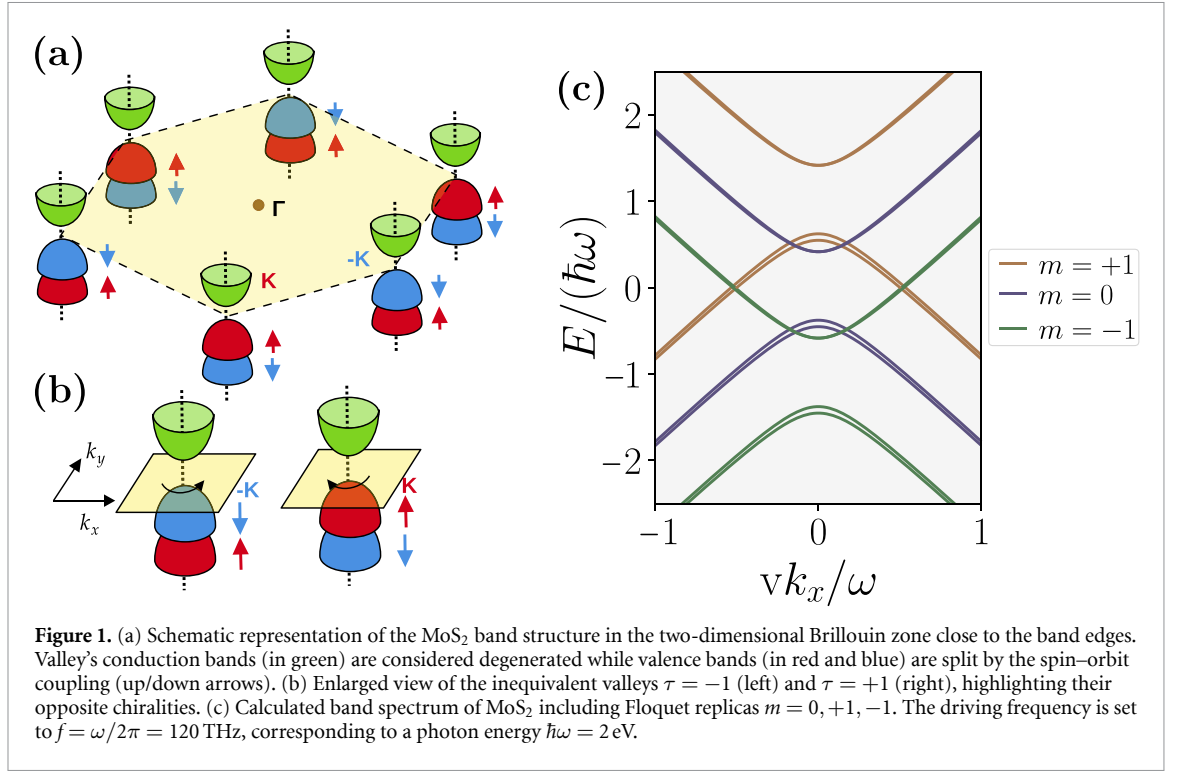 (a)
Γ
-K
K
(b)
k_y
k_x
-K
K
(c)
E/(ħω)
2
1
0
−1
−2
−1
0
1
vk_x/ω
m = +1
m = 0
m = −1
Figure 1. (a) Schematic representation of the MoS₂ band structure in the two-dimensional Brillouin zone close to the band edges.
Valley's conduction bands (in green) are considered degenerated while valence bands (in red and blue) are split by the spin–orbit
coupling (up/down arrows). (b) Enlarged view of the inequivalent valleys τ = −1 (left) and τ = +1 (right), highlighting their
opposite chiralities. (c) Calculated band spectrum of MoS₂ including Floquet replicas m = 0, +1, −1. The driving frequency is set
to f = ω/2π = 120 THz, corresponding to a photon energy ħω = 2 eV.